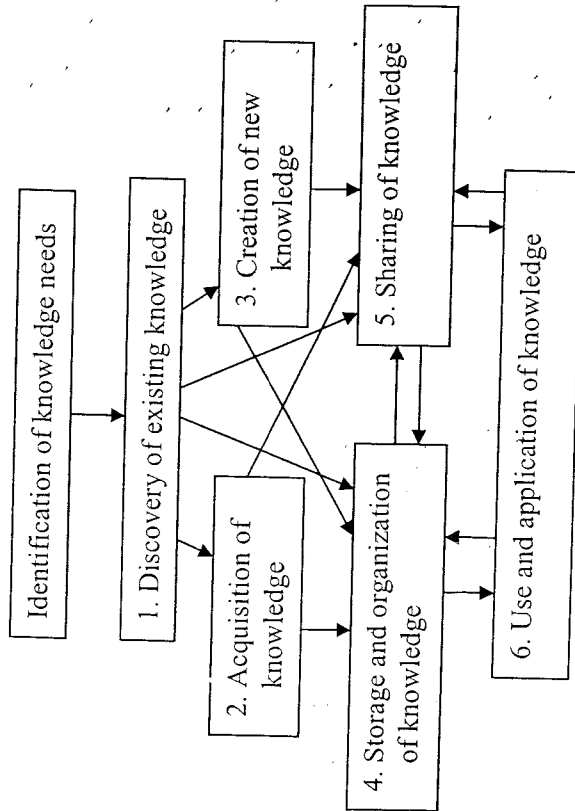 Identification of knowledge needs
1. Discovery of existing knowledge
2. Acquisition of
knowledge
3. Creation of new
knowledge
4. Storage and organization
of knowledge
5. Sharing of knowledge
6. Use and application of knowledge